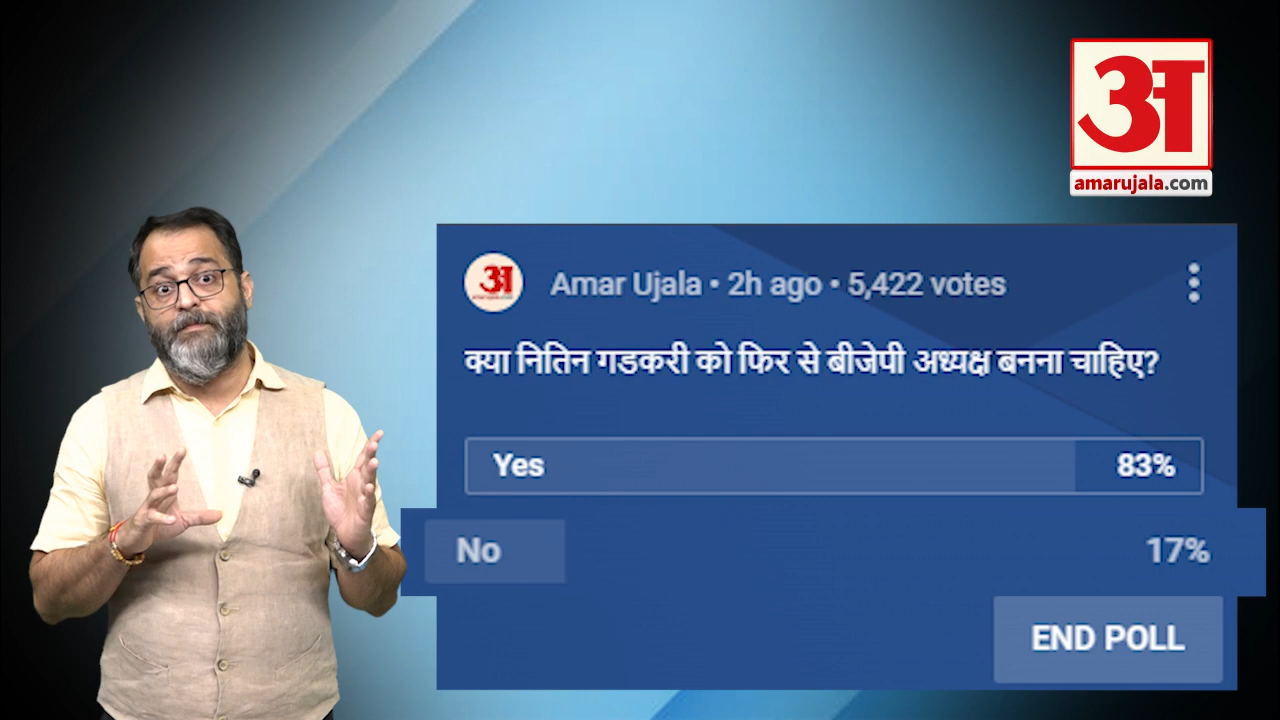 अ
amarujala.com
Amar Ujala • 2h ago • 5,422 votes
क्या नितिन गडकरी को फिर से बीजेपी अध्यक्ष बनना चाहिए?
Yes 83%
No 17%
END POLL